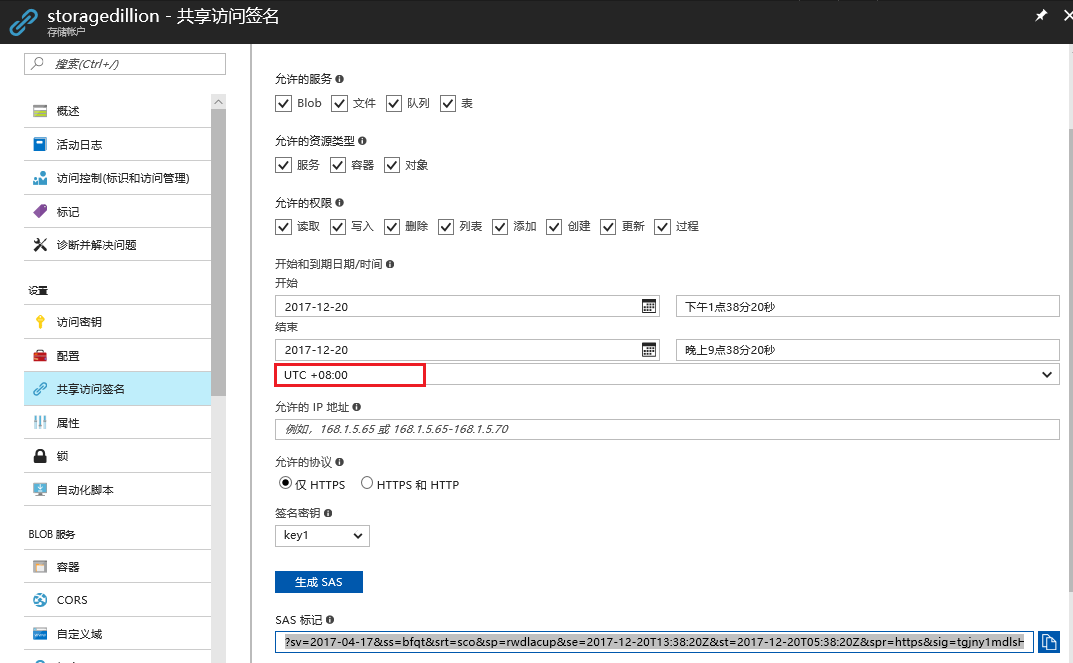 storagedillion - 共享访问签名
存储帐户
搜索(Ctrl+/)
概述
活动日志
访问控制(标识和访问管理)
标记
诊断并解决问题
设置
访问密钥
配置
共享访问签名
属性
锁
自动化脚本
BLOB 服务
容器
CORS
自定义域
允许的服务
Blob 文件 队列 表
允许的资源类型
服务 容器 对象
允许的权限
读取 写入 删除 列表 添加 创建 更新 过程
开始和到期日期/时间
开始
2017-12-20 下午1点38分20秒
结束
2017-12-20 晚上9点38分20秒
UTC +08:00
允许的 IP 地址
例如，168.1.5.65 或 168.1.5.65-168.1.5.70
允许的协议
仅 HTTPS HTTPS 和 HTTP
签名密钥
key1
生成 SAS
SAS 标记
?sv=2017-04-17&ss=bfqt&srt=sco&sp=rwdlacup&se=2017-12-20T13:38:20Z&st=2017-12-20T05:38:20Z&spr=https&sig=tgjny1mdlsH